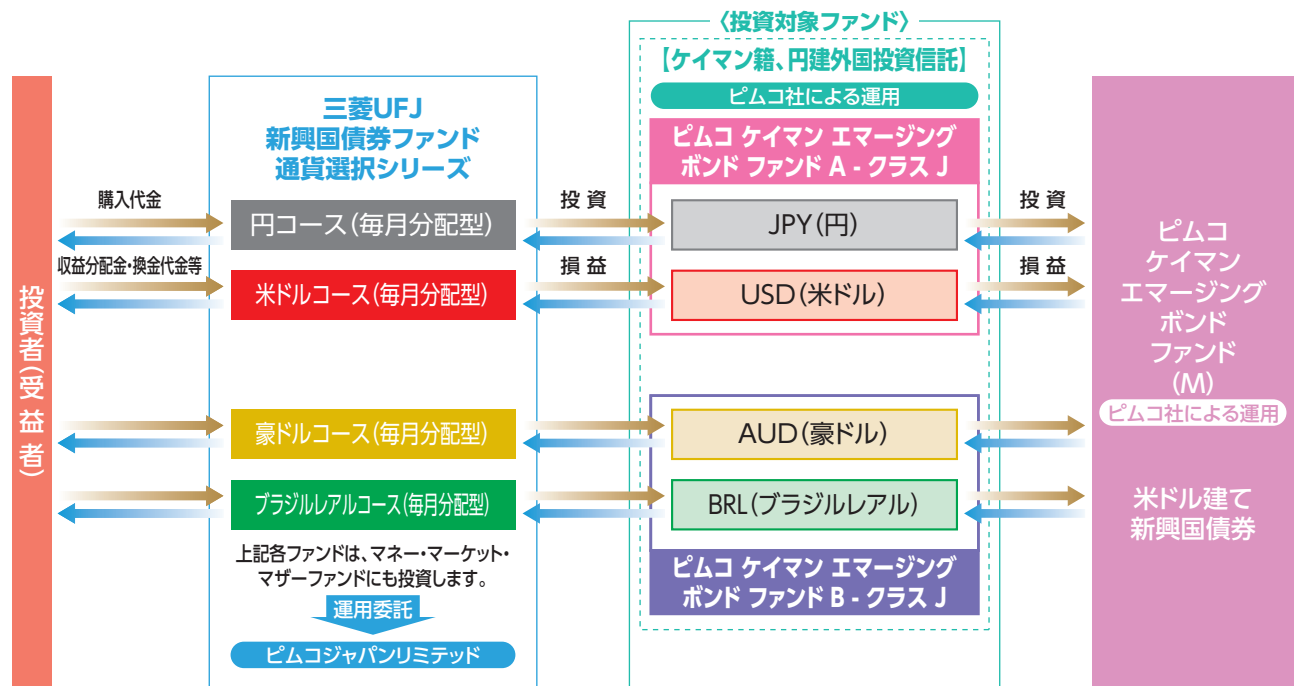 〈投資対象ファンド〉
【ケイマン籍、円建外国投資信託】
ピムコ社による運用
投資者(受益者)
三菱UFJ
新興国債券ファンド
通貨選択シリーズ
ピムコ ケイマン エマージング
ボンド ファンド A - クラス J
購入代金
円コース(毎月分配型)
投 資
JPY(円)
投 資
収益分配金・換金代金等
米ドルコース(毎月分配型)
損 益
USD(米ドル)
損 益
豪ドルコース(毎月分配型)
AUD(豪ドル)
ブラジルレアルコース(毎月分配型)
BRL(ブラジルレアル)
ピムコ ケイマン エマージング
ボンド ファンド B - クラス J
上記各ファンドは、マネー・マーケット・
マザーファンドにも投資します。
運用委託
ピムコジャパンリミテッド
ピムコ
ケイマン
エマージング
ボンド
ファンド
(M)
ピムコ社による運用
米ドル建て
新興国債券